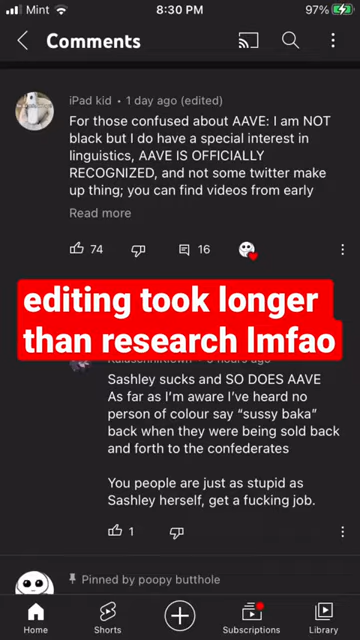 Mint
8:30 PM
97%
Comments
iPad kid • 1 day ago (edited)
For those confused about AAVE: I am NOT
black but I do have a special interest in
linguistics, AAVE IS OFFICIALLY
RECOGNIZED, and not some twitter make
up thing; you can find videos from early
Read more
74
16
editing took longer
than research lmfao
hours ago
Sashley sucks and SO DOES AAVE
As far as I'm aware I've heard no
person of colour say “sussy baka”
back when they were being sold back
and forth to the confederates
You people are just as stupid as
Sashley herself, get a fucking job.
1
Pinned by poopy butthole
Home
Shorts
Subscriptions
Library